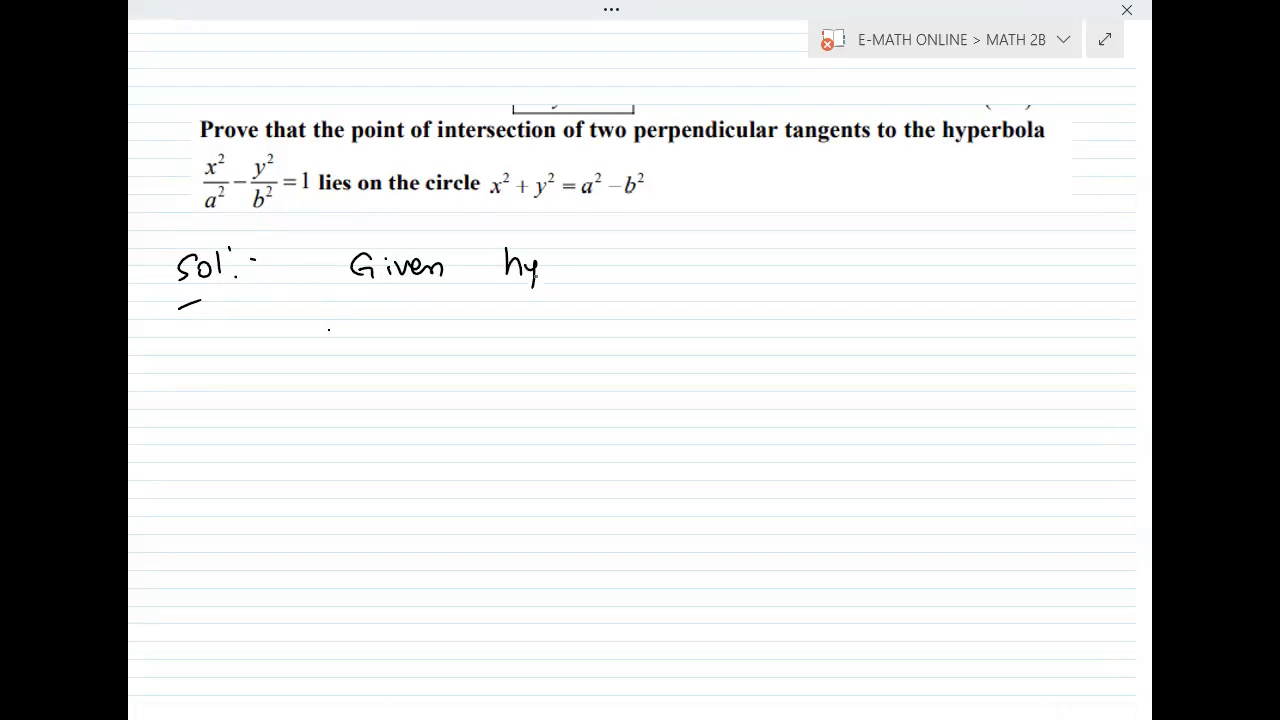 E-MATH ONLINE > MATH 2B
Prove that the point of intersection of two perpendicular tangents to the hyperbola
x²/a² − y²/b² = 1 lies on the circle x² + y² = a² − b²
Sol:- Given hy